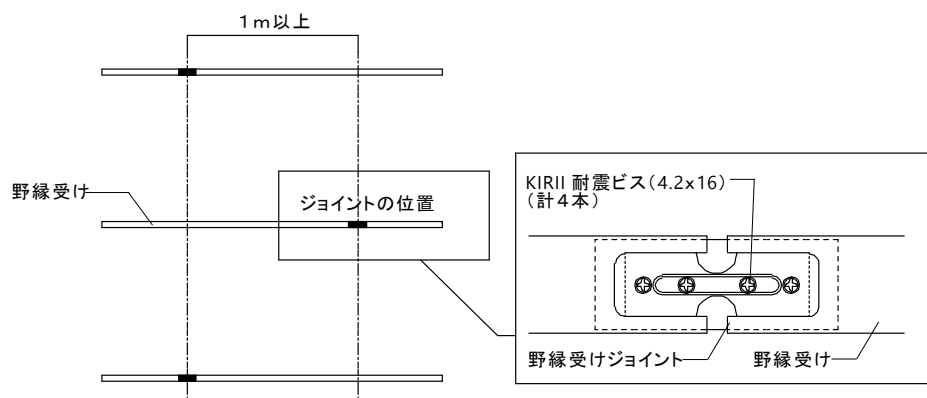 1m以上
野縁受け
ジョイントの位置
KIRII 耐震ビス(4.2x16)
(計4本)
野縁受けジョイント
野縁受け